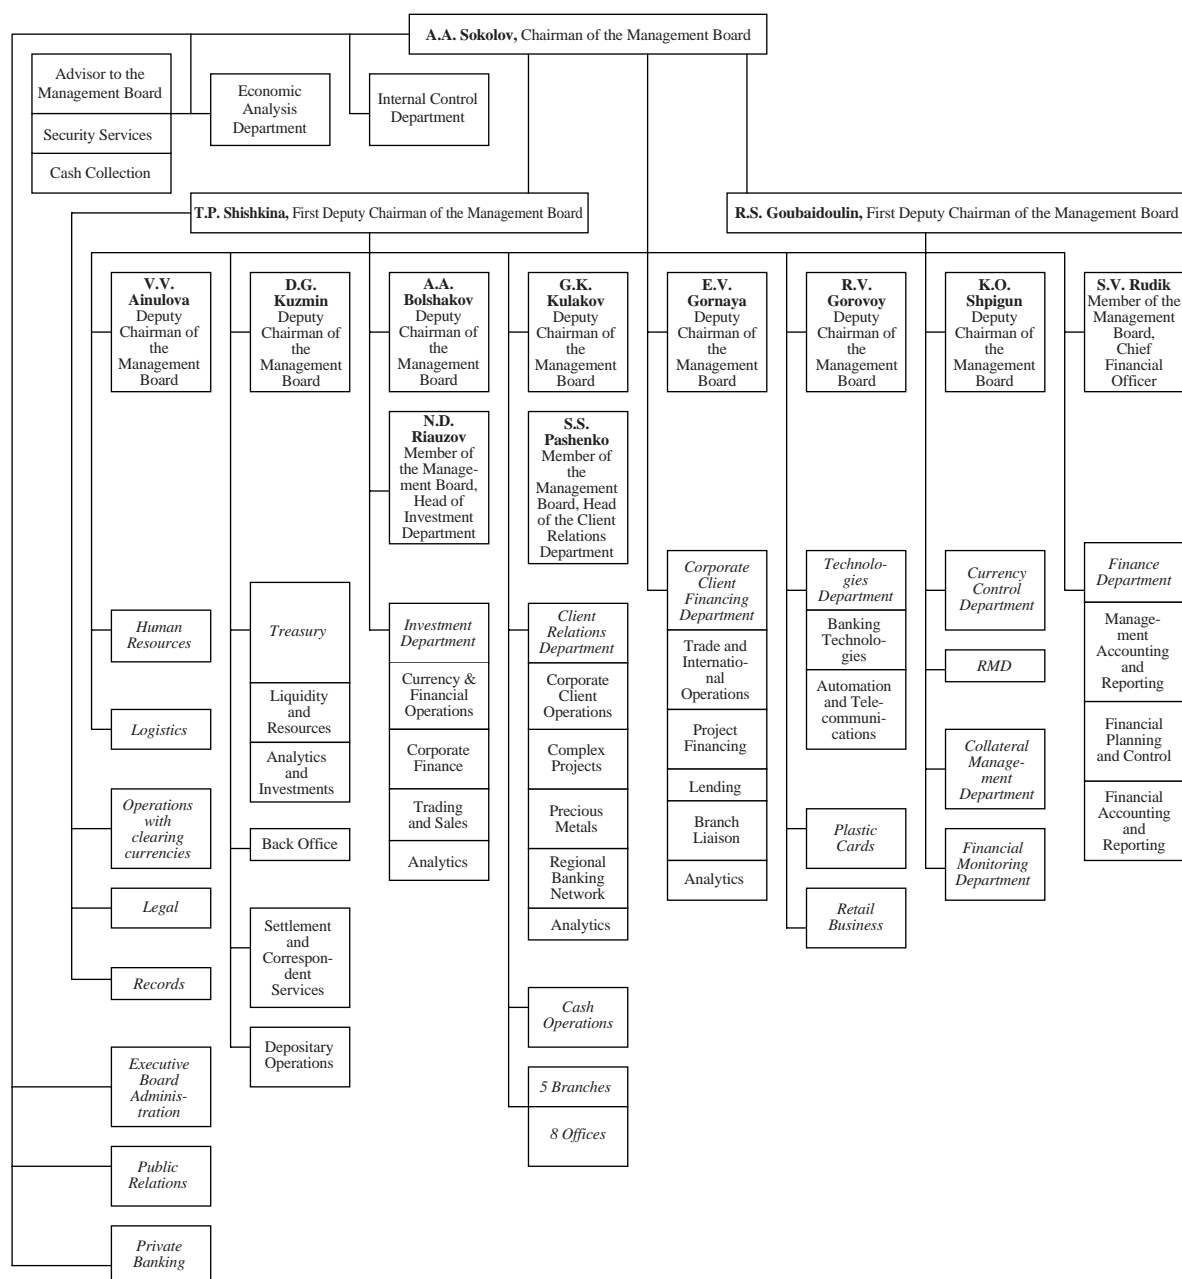 A.A. Sokolov, Chairman of the Management Board
Advisor to the
Management Board
Security Services
Cash Collection
Economic
Analysis
Department
Internal Control
Department
T.P. Shishkina, First Deputy Chairman of the Management Board
R.S. Goubaidoulin, First Deputy Chairman of the Management Board
V.V.
Ainulova
Deputy
Chairman of
the
Management
Board
D.G.
Kuzmin
Deputy
Chairman of
the
Management
Board
A.A.
Bolshakov
Deputy
Chairman of
the
Management
Board
G.K.
Kulakov
Deputy
Chairman of
the
Management
Board
E.V.
Gornaya
Deputy
Chairman of
the
Management
Board
R.V.
Gorovoy
Deputy
Chairman of
the
Management
Board
K.O.
Shpigun
Deputy
Chairman of
the
Management
Board
S.V. Rudik
Member of the
Management
Board,
Chief
Financial
Officer
N.D.
Riauzov
Member of
the Manage-
ment Board,
Head of
Investment
Department
S.S.
Pashenko
Member of
the
Management
Board, Head
of the Client
Relations
Department
Human
Resources
Logistics
Operations
with
clearing
currencies
Legal
Records
Executive
Board
Adminis-
tration
Public
Relations
Private
Banking
Treasury
Liquidity
and
Resources
Analytics
and
Investments
Back Office
Settlement
and
Correspon-
dent
Services
Depositary
Operations
Investment
Department
Currency &
Financial
Operations
Corporate
Finance
Trading
and Sales
Analytics
Client
Relations
Department
Corporate
Client
Operations
Complex
Projects
Precious
Metals
Regional
Banking
Network
Analytics
Cash
Operations
5 Branches
8 Offices
Corporate
Client
Financing
Department
Trade and
Internatio-
nal
Operations
Project
Financing
Lending
Branch
Liaison
Analytics
Technolo-
gies
Department
Banking
Technolo-
gies
Automation
and Tele-
communi-
cations
Plastic
Cards
Retail
Business
Currency
Control
Department
RMD
Collateral
Manage-
ment
Department
Financial
Monitoring
Department
Finance
Department
Manage-
ment
Accounting
and
Reporting
Financial
Planning
and Control
Financial
Accounting
and
Reporting